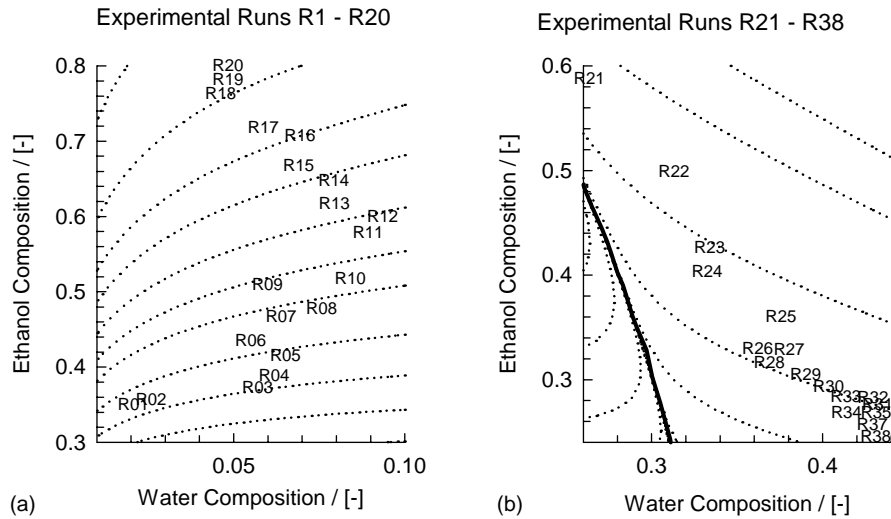 Experimental Runs R1 - R20
0.8
0.7
0.6
0.5
0.4
0.3
Ethanol Composition / [-]
R20
R19
R18
R17
R16
R15
R14
R13
R12
R11
R10
R09
R08
R07
R06
R05
R04
R03
R02
R01
0.05
0.10
Water Composition / [-]
(a)
Experimental Runs R21 - R38
0.6
0.5
0.4
0.3
Ethanol Composition / [-]
R21
R22
R23
R24
R25
R26
R27
R28
R29
R30
R33
R32
R31
R34
R35
R37
R38
0.3
0.4
Water Composition / [-]
(b)